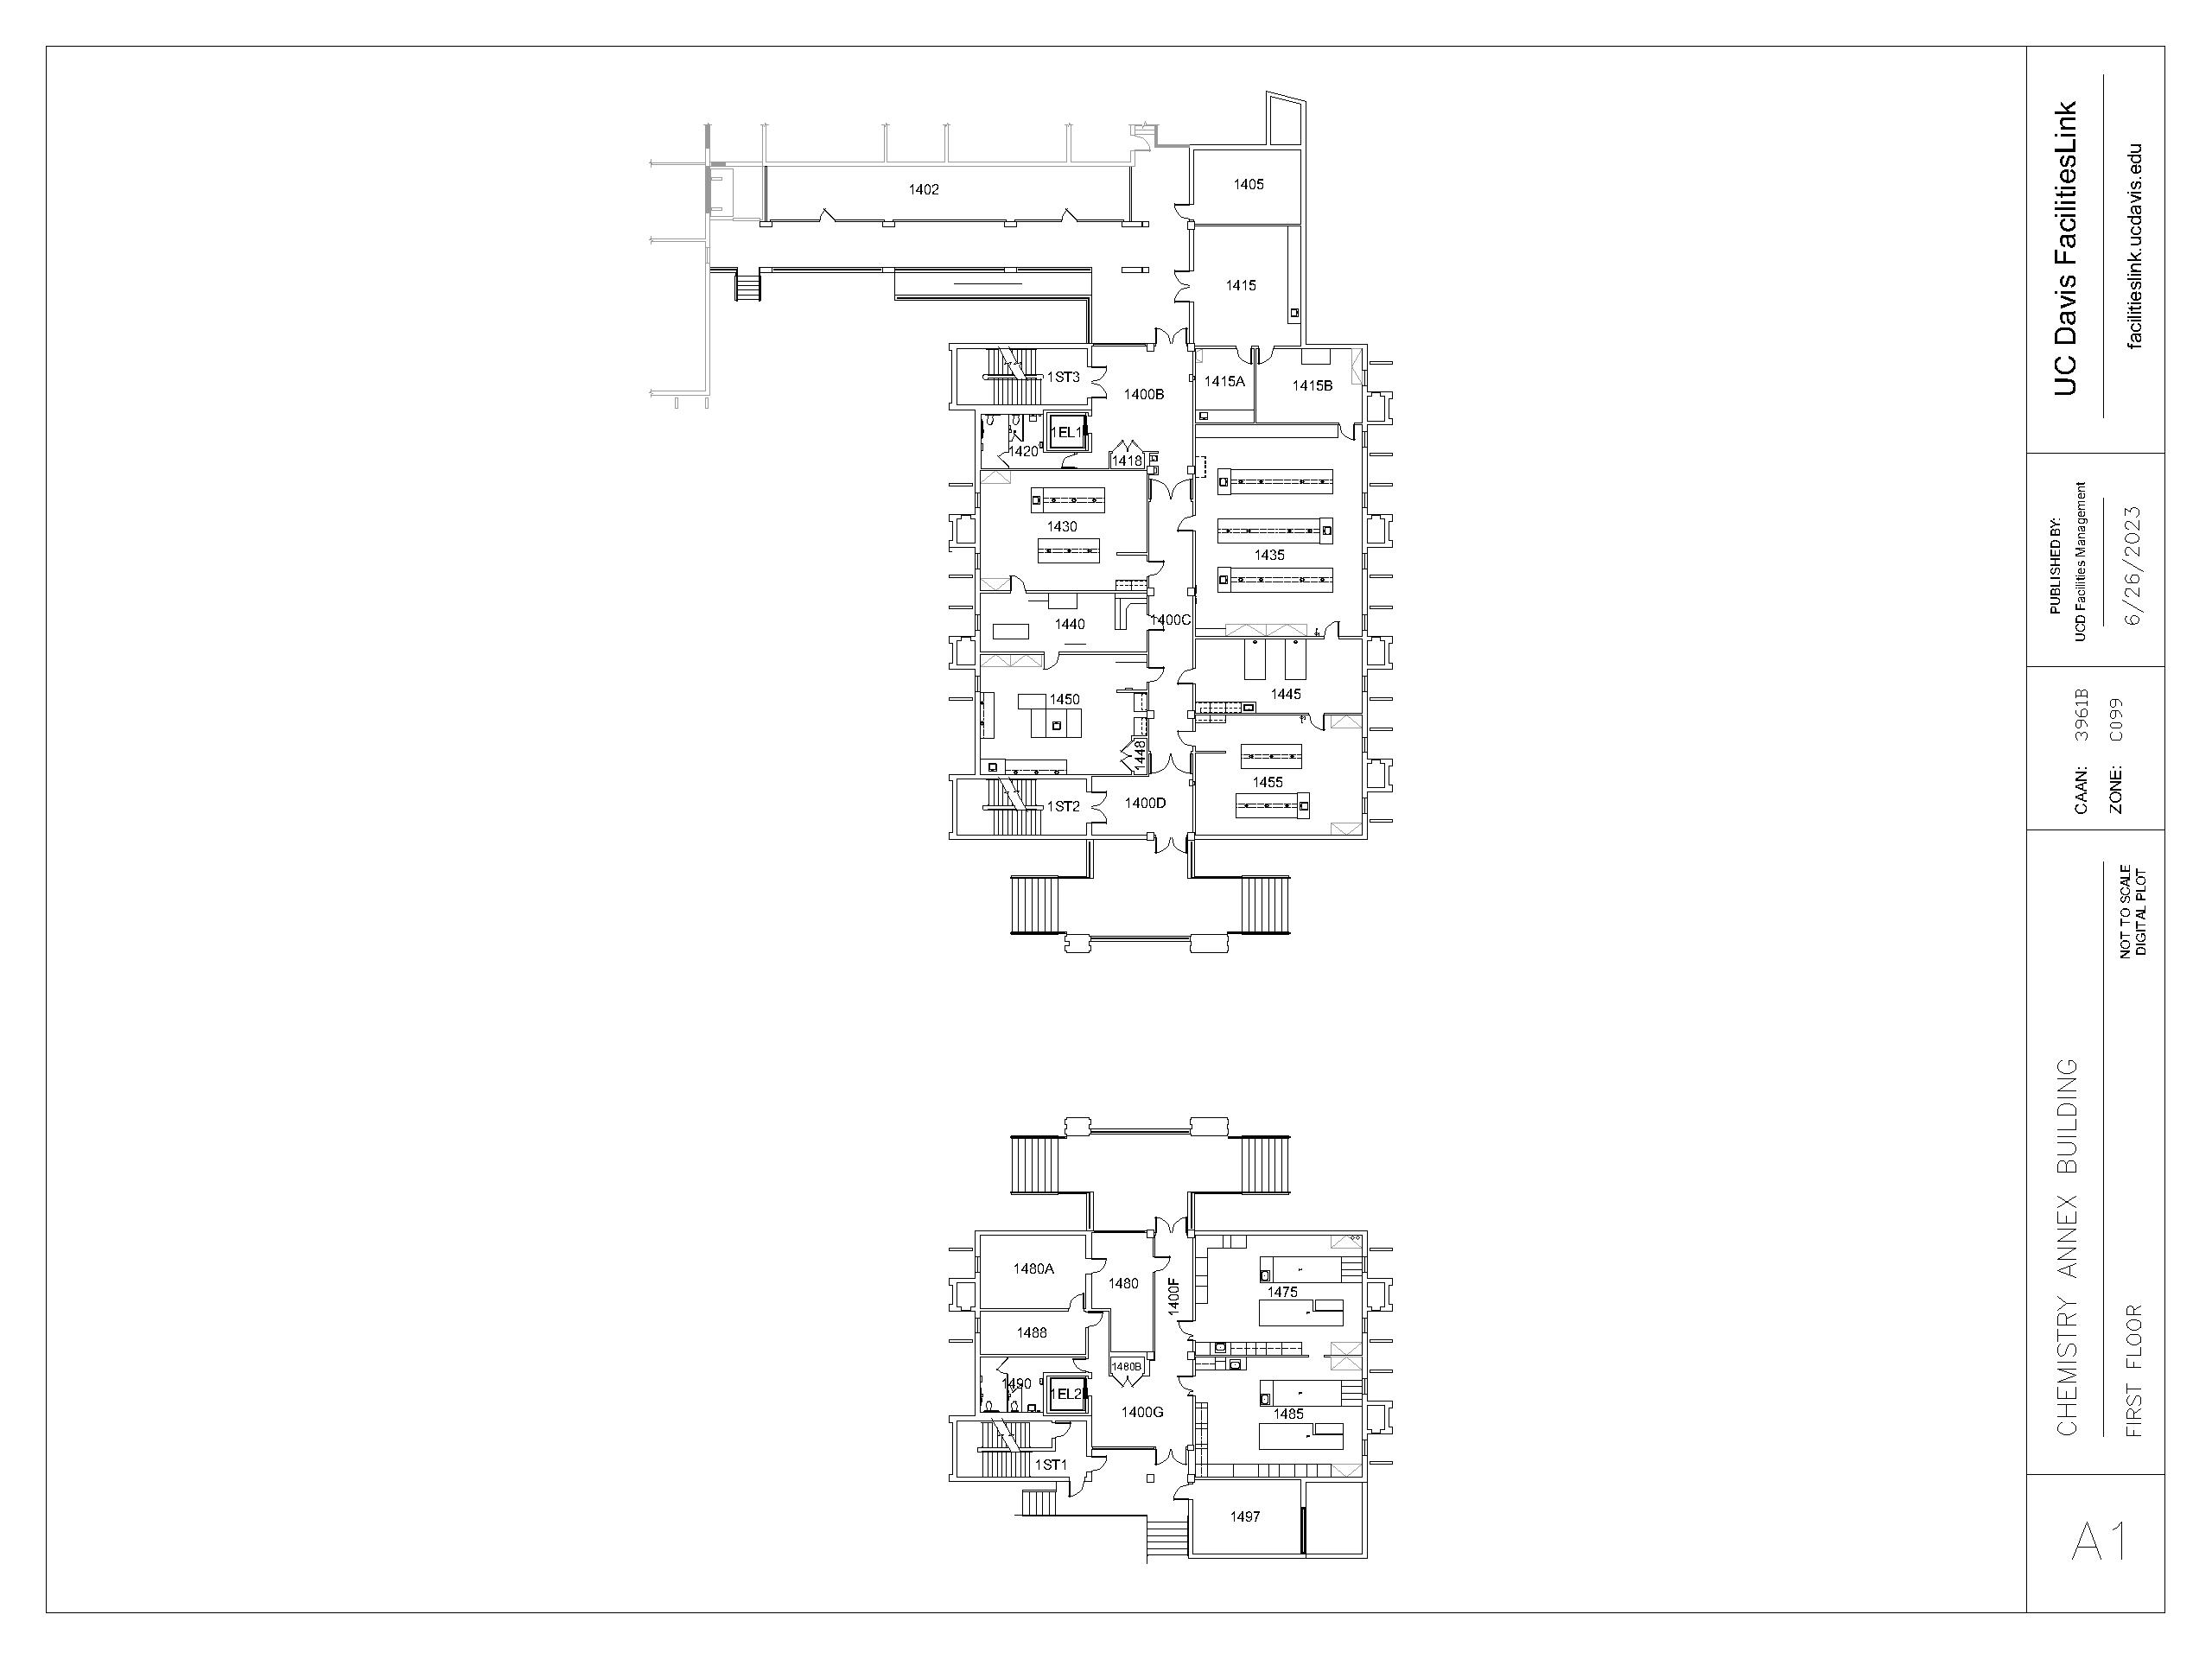 1402
1405
1415
1ST3
1400B
1415A
1415B
1EL1
1420
1418
1430
1435
1440
1400C
1445
1450
1448
1455
1ST2
1400D
1480A
1480
1400F
1475
1488
1480B
1490
1EL2
1400G
1485
1ST1
1497
UC Davis FacilitiesLink
facilitieslink.ucdavis.edu
PUBLISHED BY:
UCD Facilities Management
6/26/2023
CAAN: 3961B
ZONE: C099
NOT TO SCALE
DIGITAL PLOT
CHEMISTRY ANNEX BUILDING
FIRST FLOOR
A1